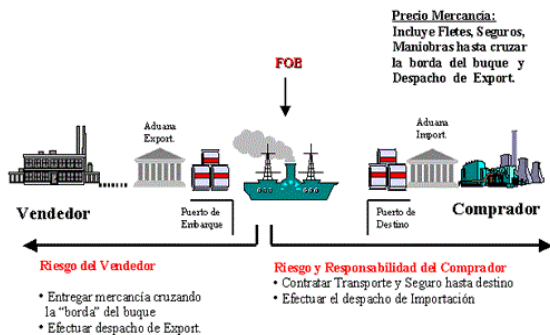 Precio Mercancía:
Incluye Fletes, Seguros,
Maniobras hasta cruzar
la borda del buque y
Despacho de Export.
FOB
Aduana
Export.
Aduana
Import.
Vendedor
Puerto de
Embarque
Puerto de
Destino
Comprador
Riesgo del Vendedor
• Entregar mercancía cruzando
la "borda" del buque
• Efectuar despacho de Export.
Riesgo y Responsabilidad del Comprador
• Contratar Transporte y Seguro hasta destino
• Efectuar el despacho de Importación